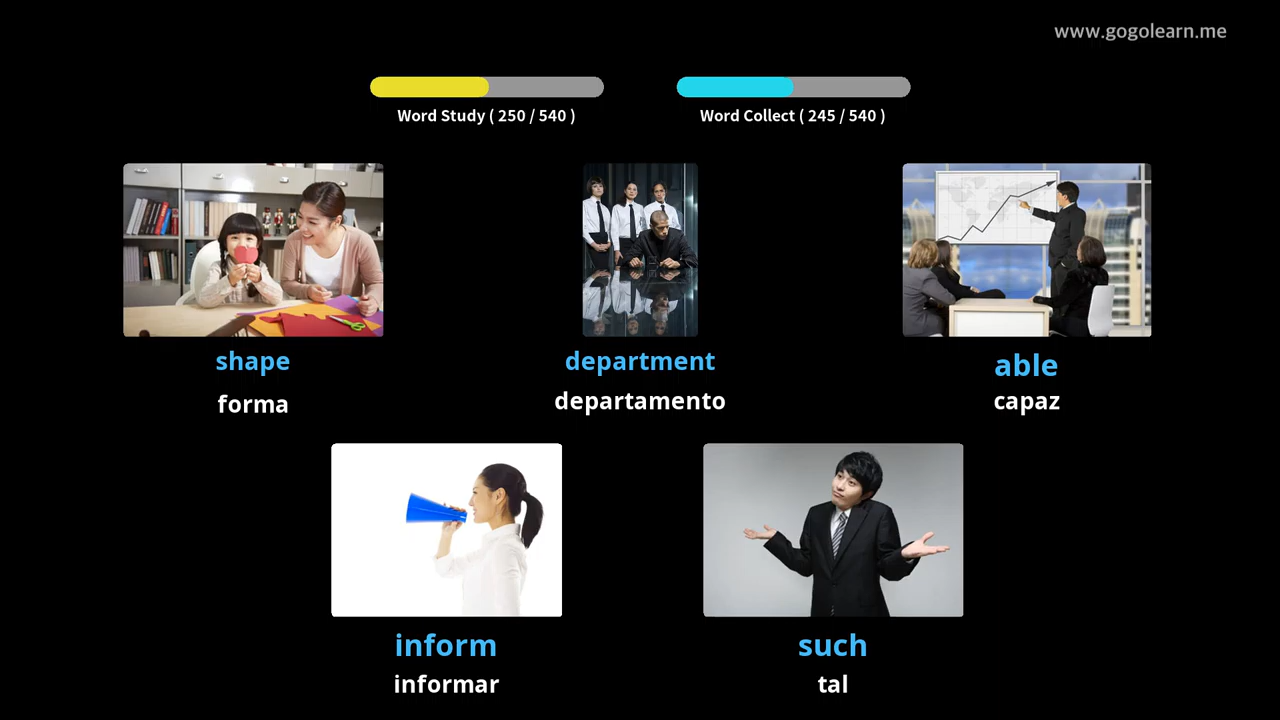 www.gogolearn.me
Word Study ( 250 / 540 )
Word Collect ( 245 / 540 )
shape
forma
department
departamento
able
capaz
inform
informar
such
tal